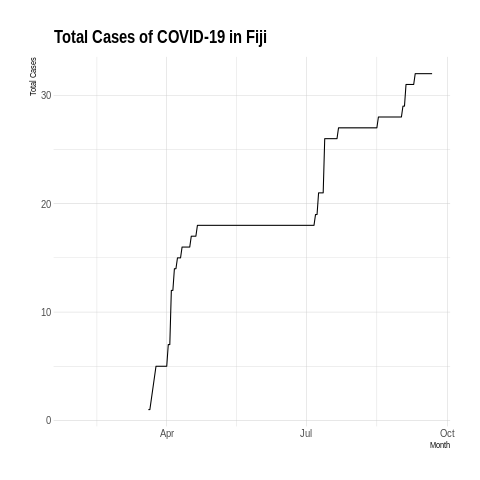 Total Cases of COVID-19 in Fiji
Total Cases
30
20
10
0
Apr
Jul
Oct
Month